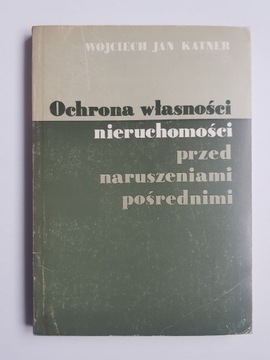 WOJCIECH JAN KATNER
Ochrona własności
nieruchomości
przed
naruszeniami
pośrednimi